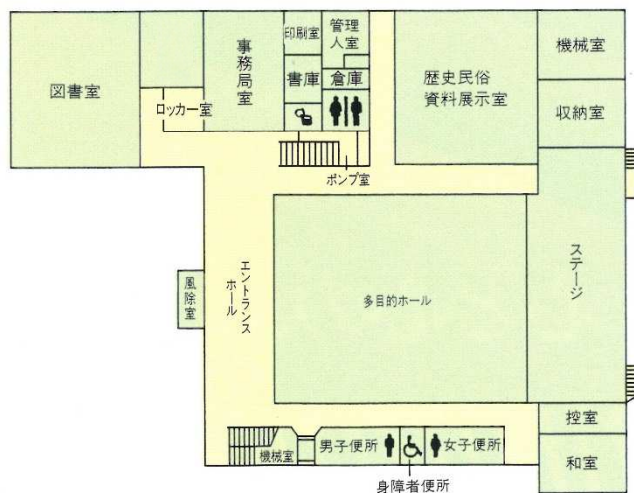 図書室
ロッカー室
事務局室
印刷室
管理
人室
書庫
倉庫
ポンプ室
歴史民俗
資料展示室
機械室
収納室
ステージ
多目的ホール
エントランス
ホール
風除室
機械室
男子便所
女子便所
身障者便所
控室
和室